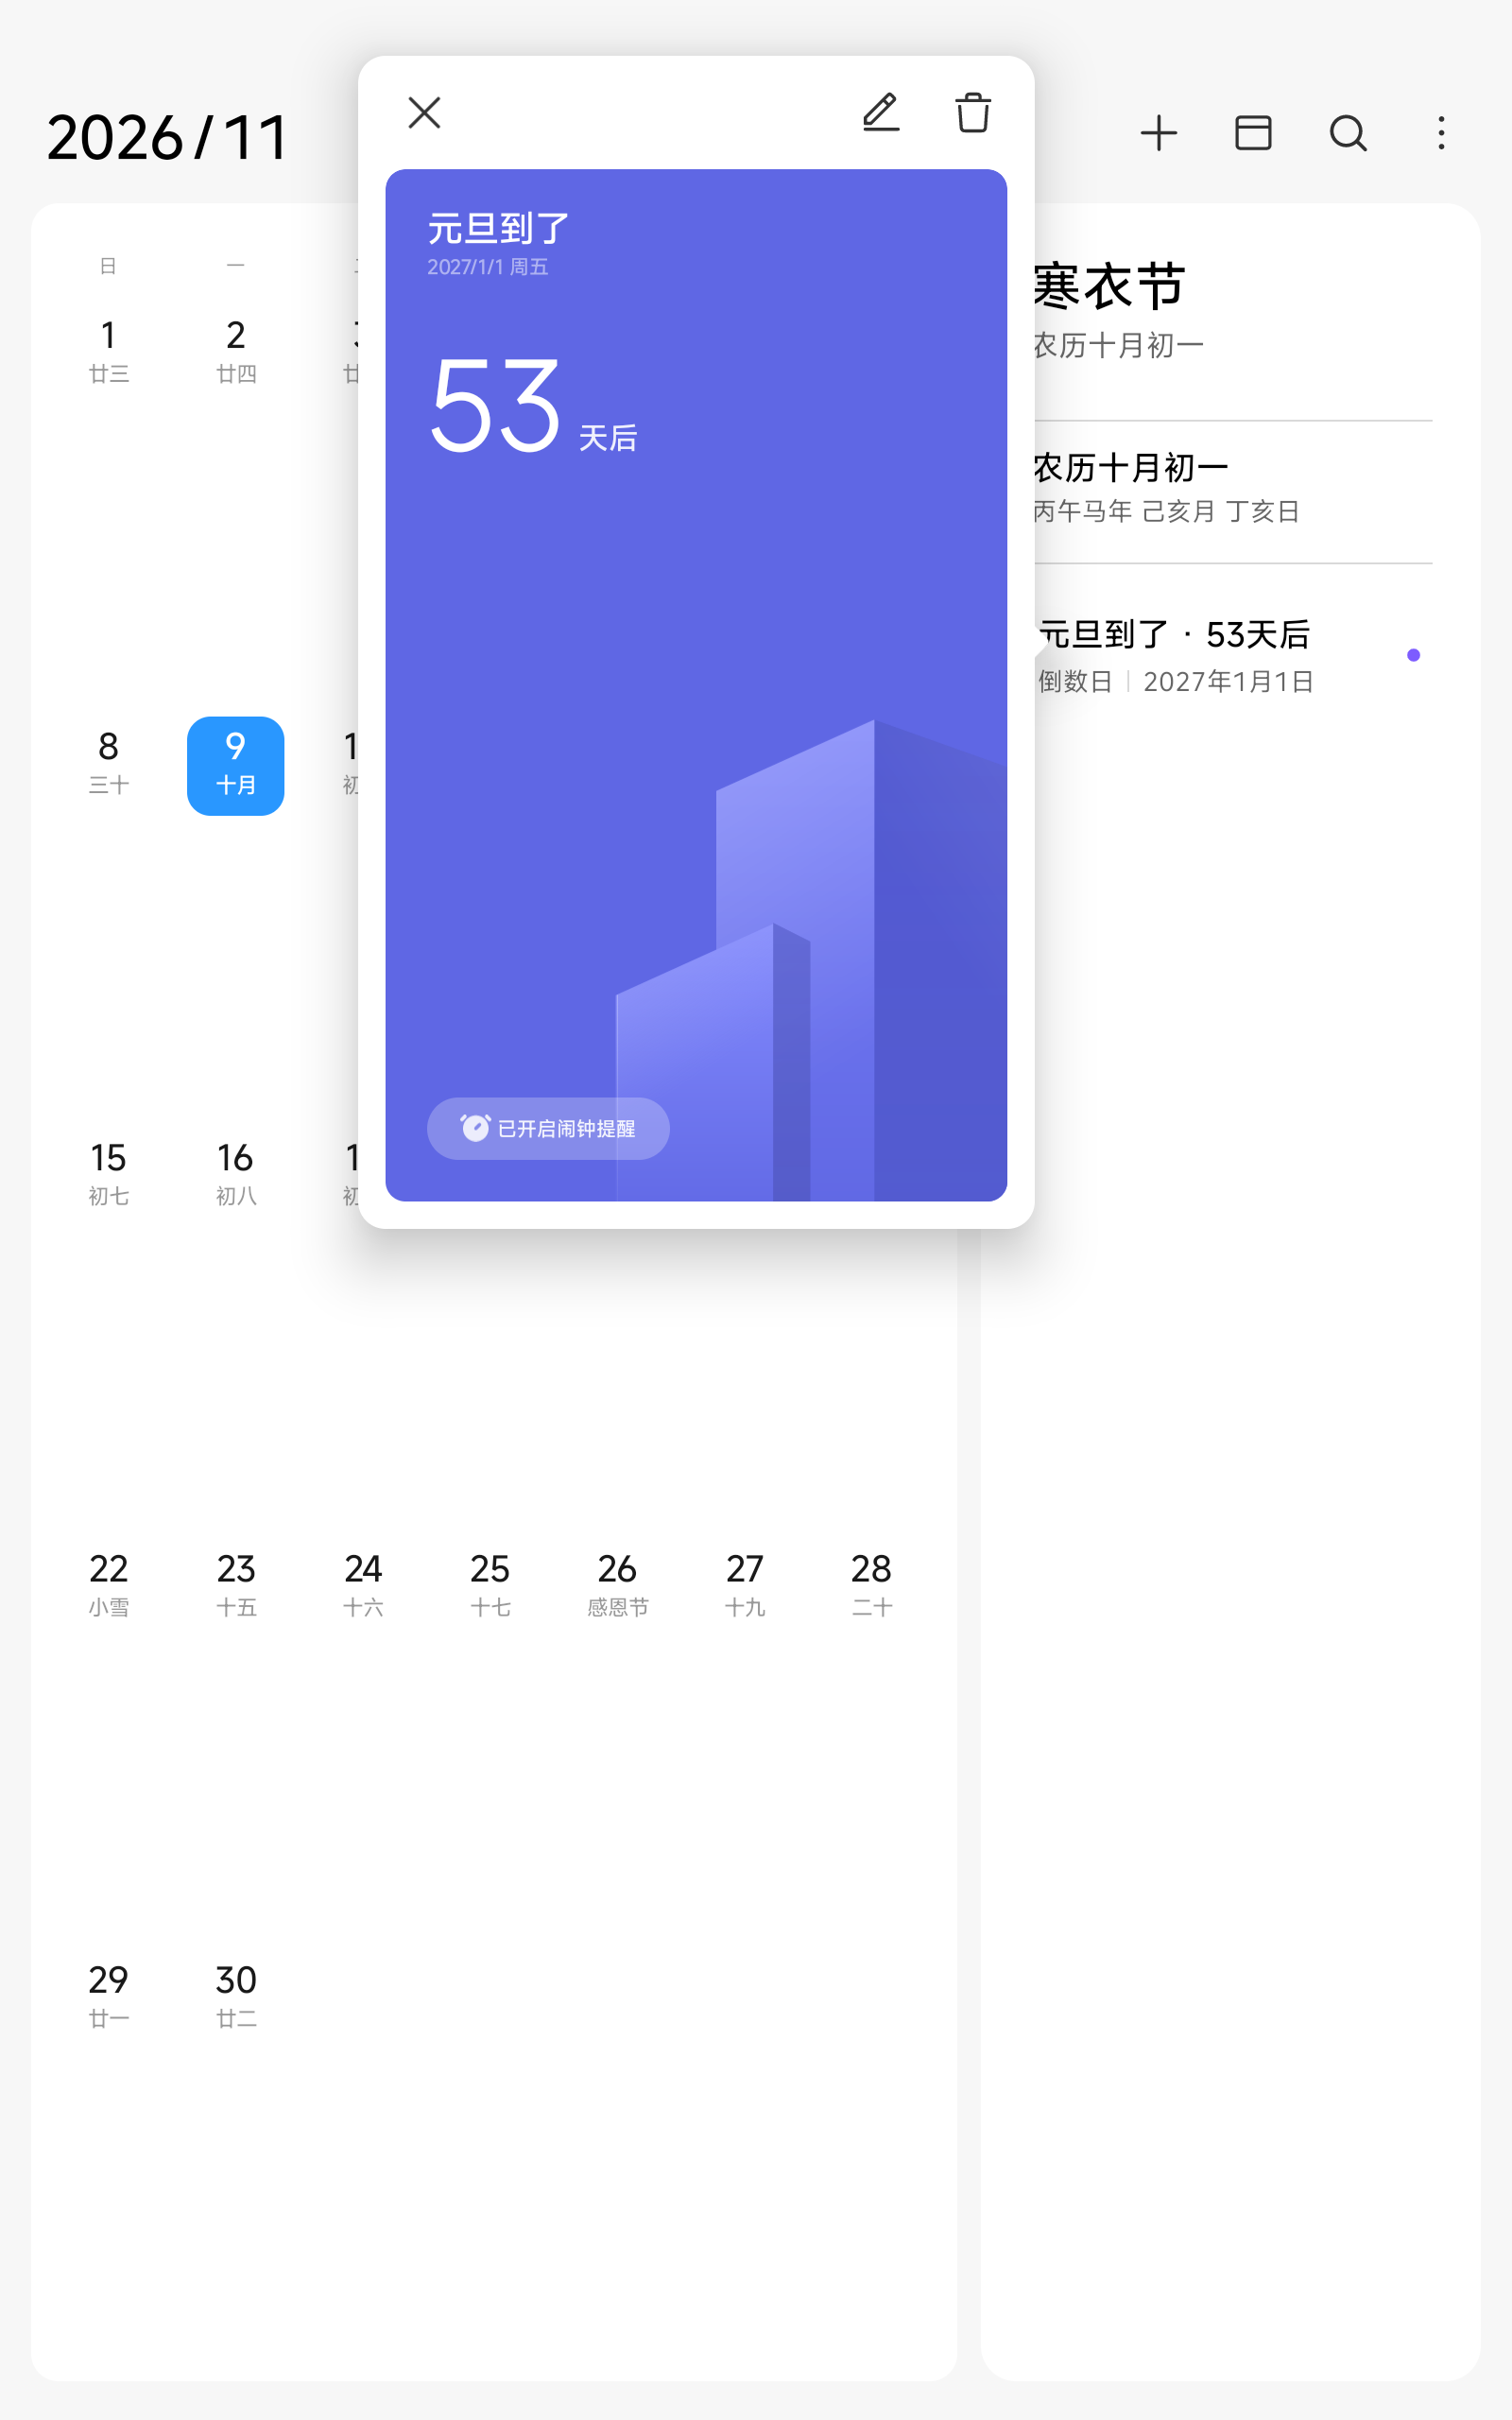 2026/11
日 一
1 2
廿三 廿四
8 9
三十 十月
15 16
初七 初八
22 23 24 25 26 27 28
小雪 十五 十六 十七 感恩节 十九 二十
29 30
廿一 廿二
元旦到了
2027/1/1 周五
53 天后
已开启闹钟提醒
寒衣节
农历十月初一
农历十月初一
丙午马年 己亥月 丁亥日
元旦到了 · 53天后
倒数日 | 2027年1月1日